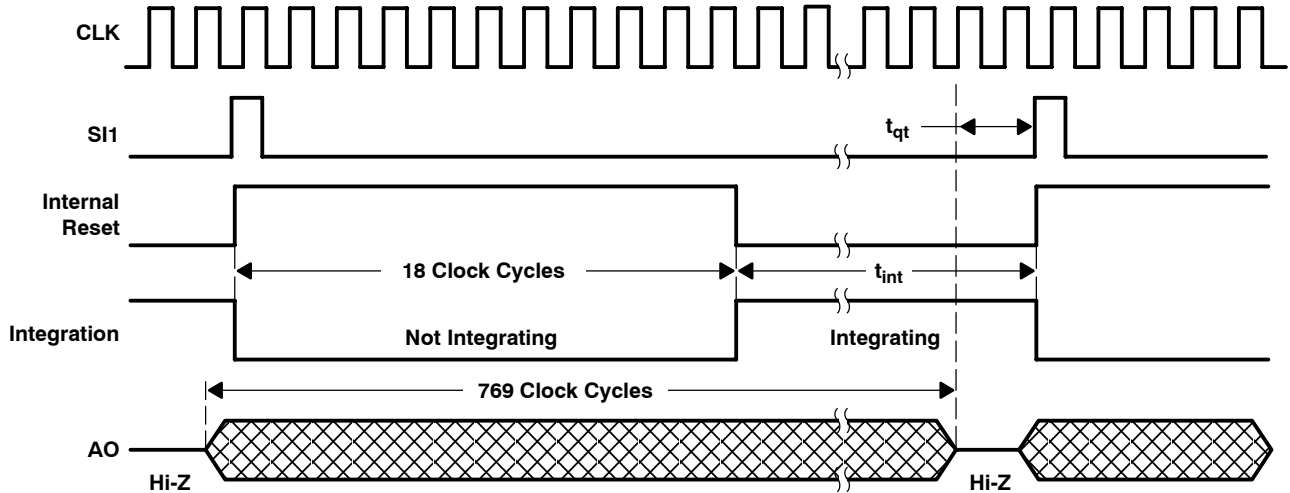 CLK
SI1
t_qt
Internal
Reset
18 Clock Cycles
t_int
Integration
Not Integrating
Integrating
769 Clock Cycles
AO
Hi-Z
Hi-Z